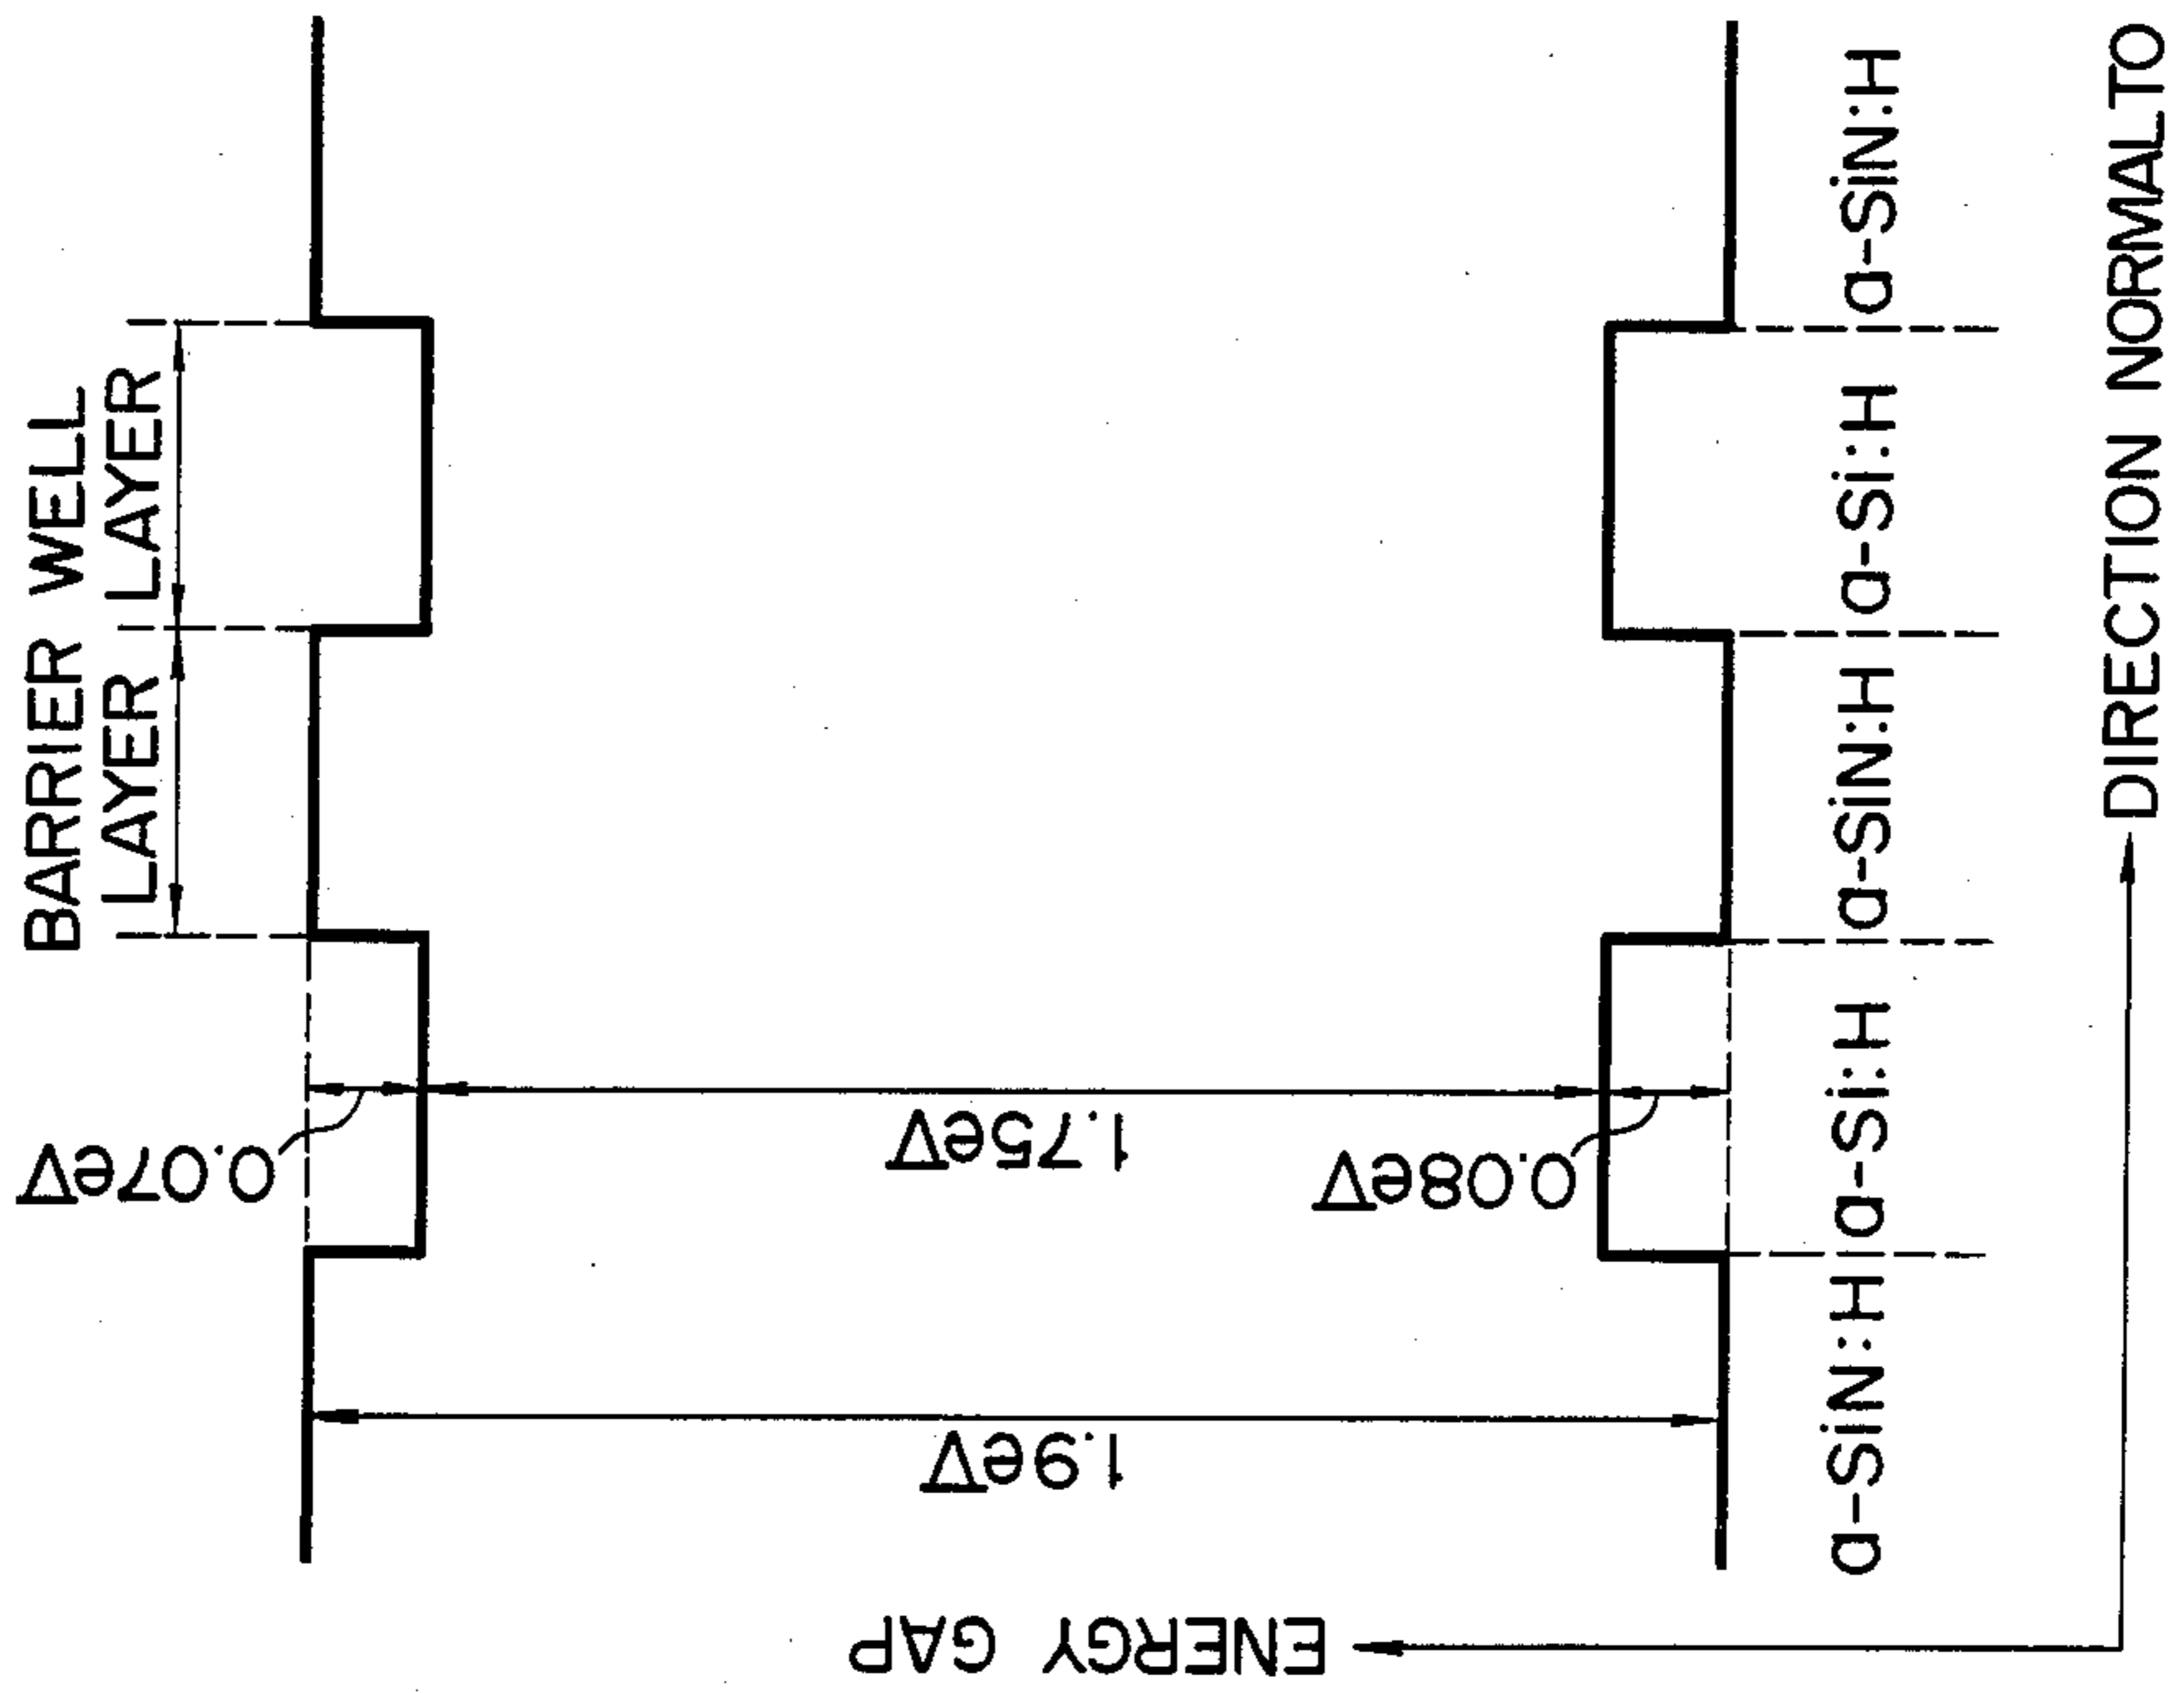 BARRIER WELL
LAYER LAYER
0.07eV
1.75eV
0.08eV
1.9eV
a-SiN:H a-Si:H a-SiN:H a-Si:H a-SiN:H
ENERGY GAP
DIRECTION NORMAL TO